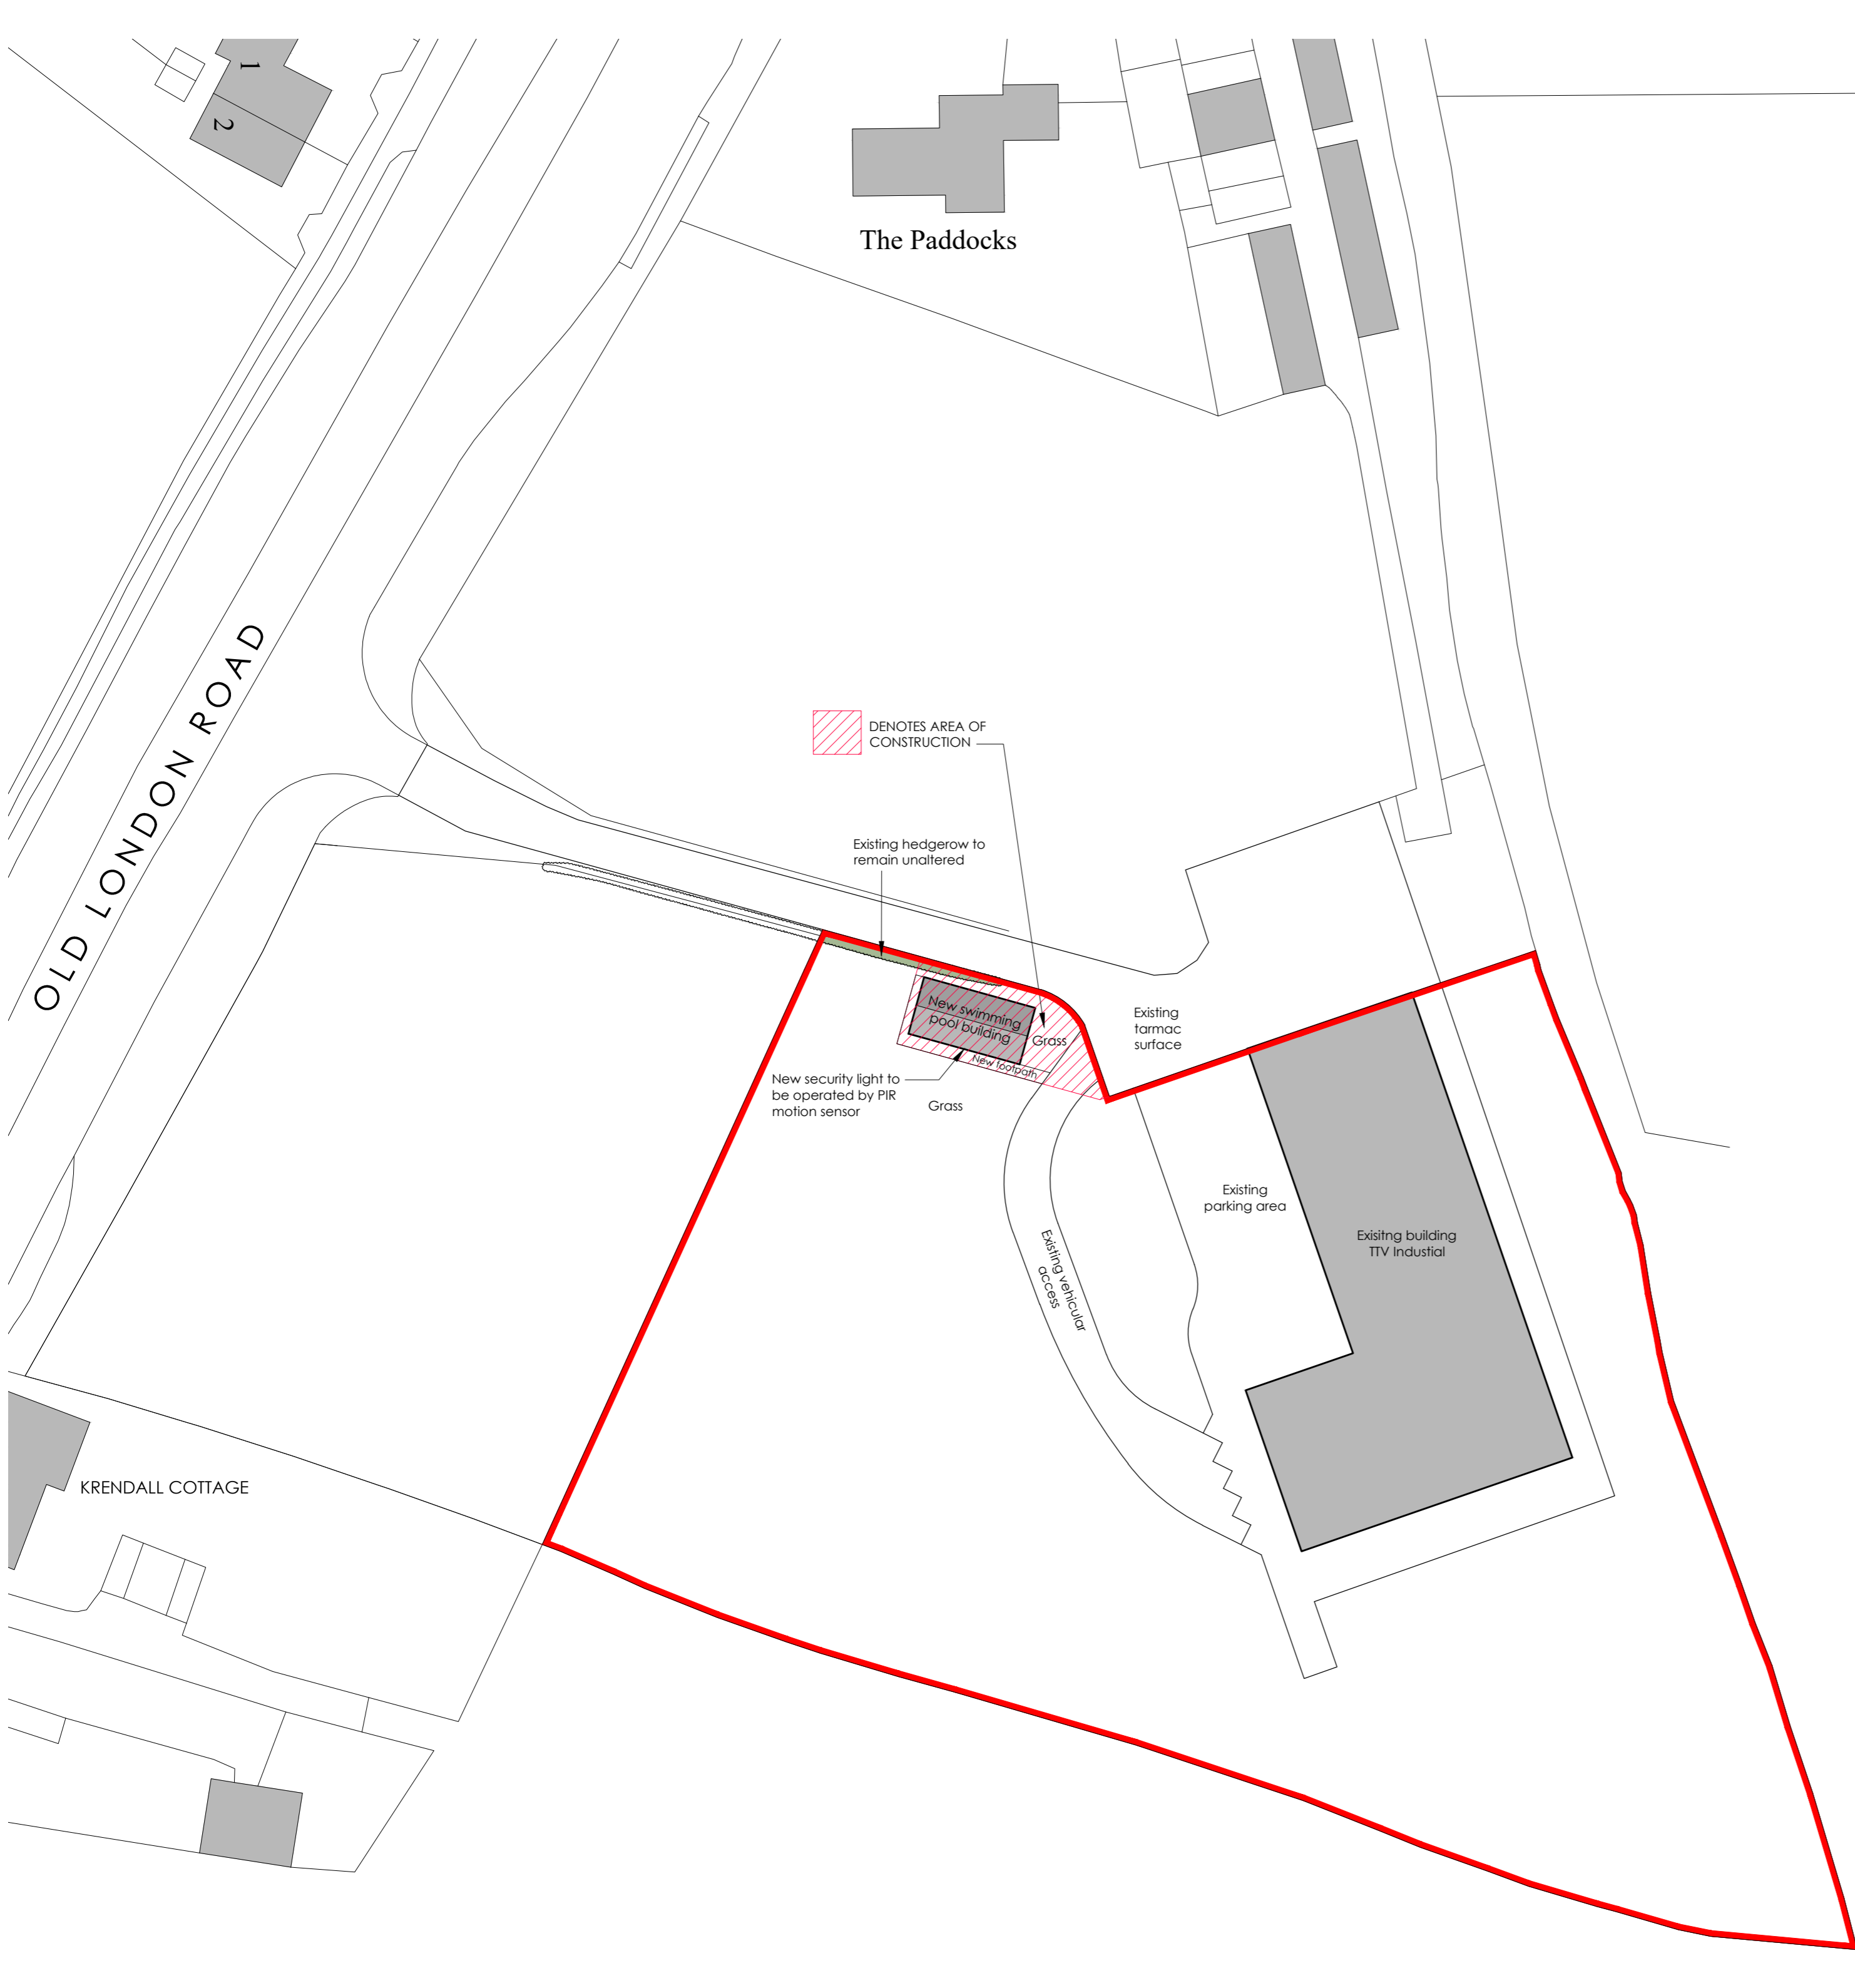 1
2
The Paddocks
OLD LONDON ROAD
DENOTES AREA OF
CONSTRUCTION
Existing hedgerow to
remain unaltered
New swimming
pool building
Grass
New footpath
Existing
tarmac
surface
New security light to
be operated by PIR
motion sensor
Grass
Existing
parking area
Exisitng building
TTV Industial
Existing vehicular
access
KRENDALL COTTAGE